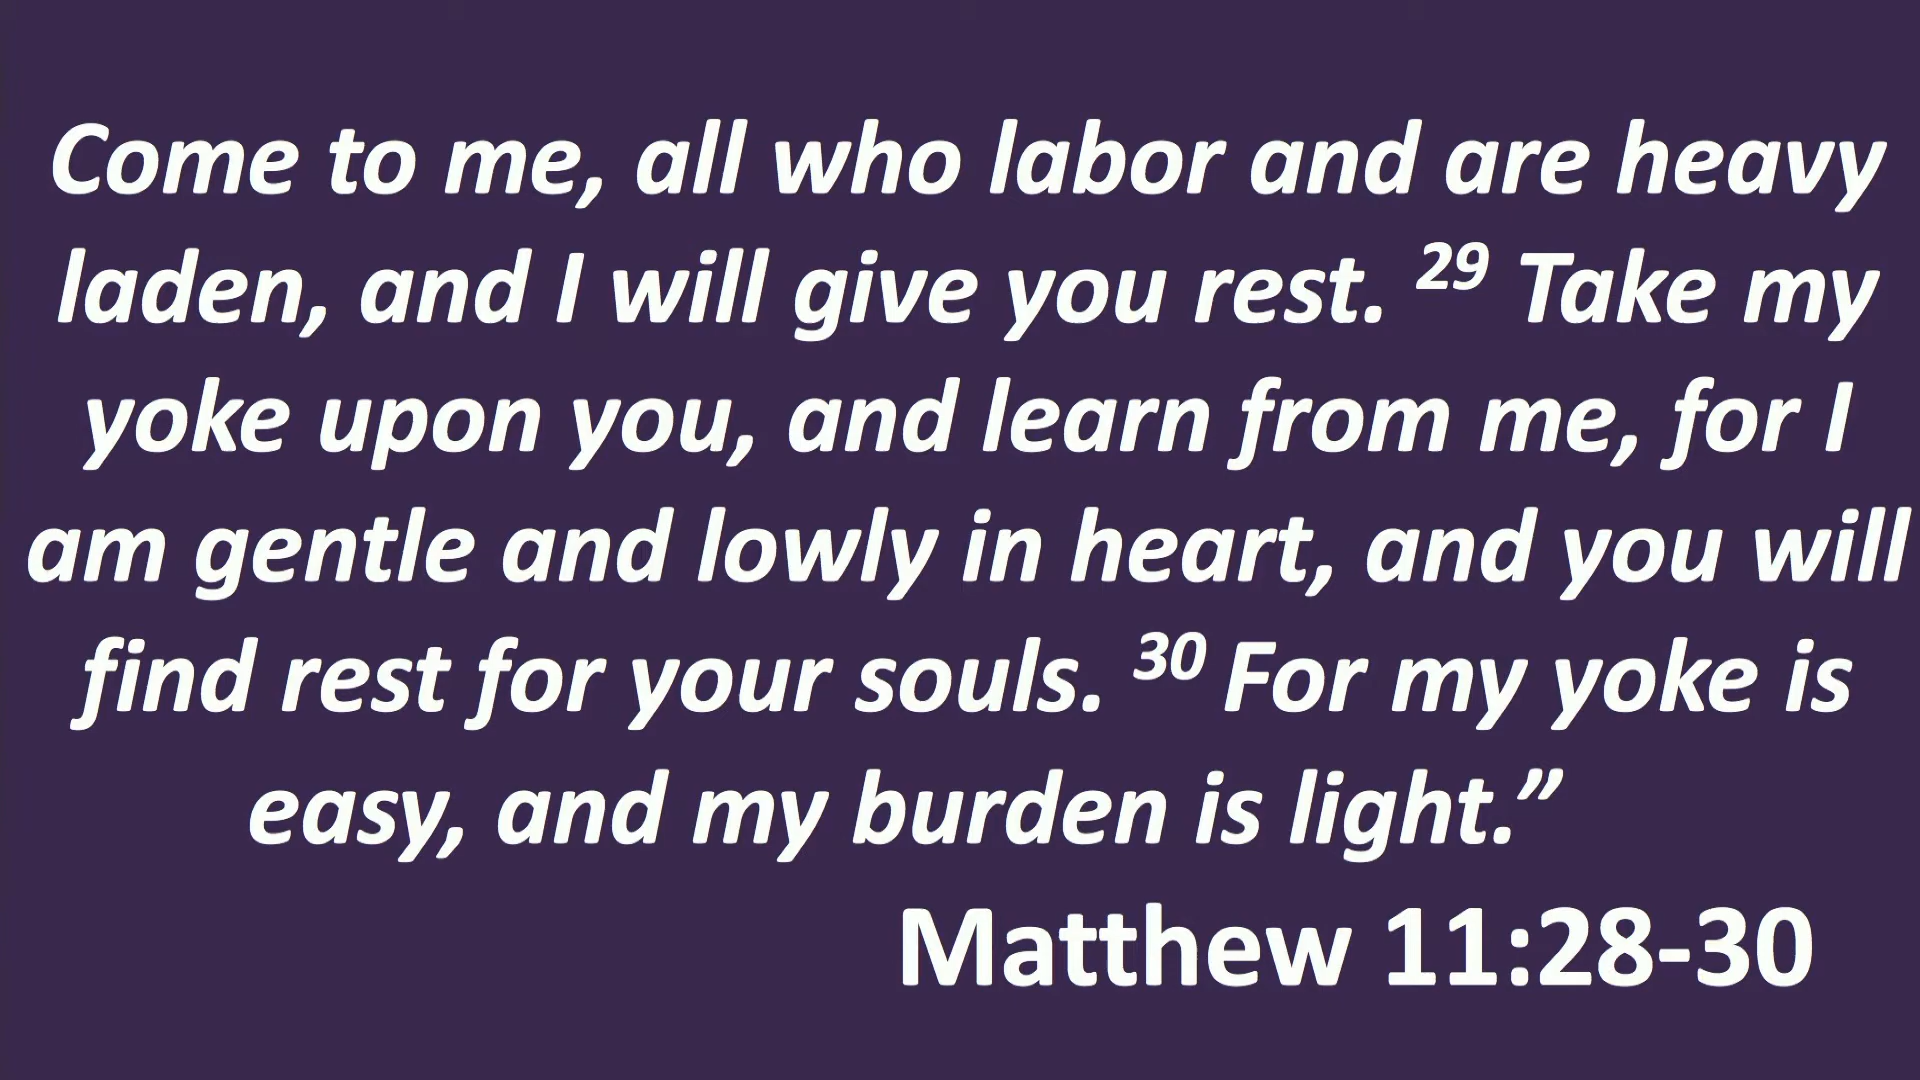 Come to me, all who labor and are heavy
laden, and I will give you rest. 29 Take my
yoke upon you, and learn from me, for I
am gentle and lowly in heart, and you will
find rest for your souls. 30 For my yoke is
easy, and my burden is light.”
Matthew 11:28-30